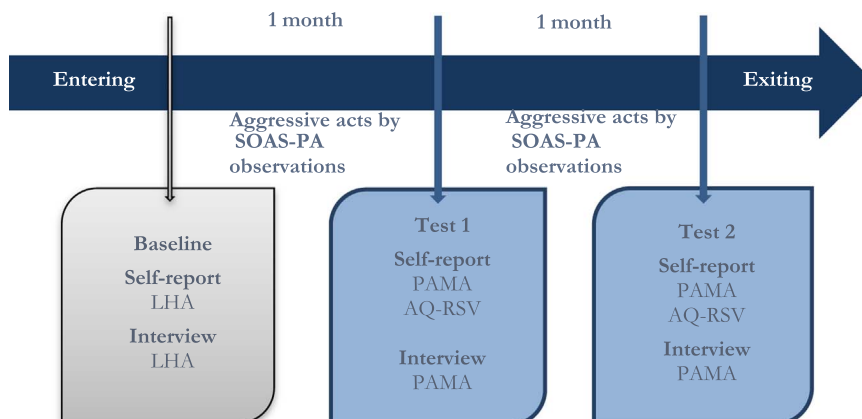 1 month
1 month
Entering
Exiting
Aggressive acts by
SOAS-PA
observations
Aggressive acts by
SOAS-PA
observations
Baseline
Self-report
LHA
Interview
LHA
Test 1
Self-report
PAMA
AQ-RSV
Interview
PAMA
Test 2
Self-report
PAMA
AQ-RSV
Interview
PAMA